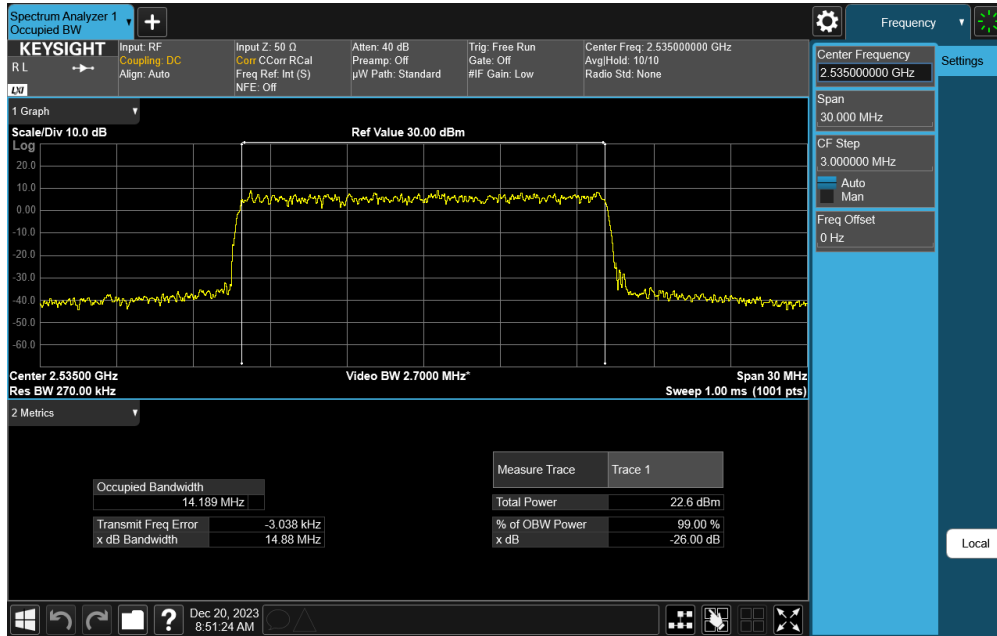 Spectrum Analyzer 1
Occupied BW
Frequency
KEYSIGHT
R L
LXI
Input: RF
Coupling: DC
Align: Auto
Input Z: 50 Ω
Corr CCorr RCal
Freq Ref: Int (S)
NFE: Off
Atten: 40 dB
Preamp: Off
µW Path: Standard
Trig: Free Run
Gate: Off
#IF Gain: Low
Center Freq: 2.535000000 GHz
Avg|Hold: 10/10
Radio Std: None
Center Frequency
2.535000000 GHz
Settings
Span
30.000 MHz
CF Step
3.000000 MHz
Auto
Man
Freq Offset
0 Hz
Local
1 Graph
Scale/Div 10.0 dB
Ref Value 30.00 dBm
Log
20.0
10.0
0.00
-10.0
-20.0
-30.0
-40.0
-50.0
-60.0
Center 2.53500 GHz
Video BW 2.7000 MHz*
Span 30 MHz
Res BW 270.00 kHz
Sweep 1.00 ms (1001 pts)
2 Metrics
Measure Trace Trace 1
Occupied Bandwidth
14.189 MHz
Total Power 22.6 dBm
Transmit Freq Error -3.038 kHz
% of OBW Power 99.00 %
x dB Bandwidth 14.88 MHz
x dB -26.00 dB
?
Dec 20, 2023
8:51:24 AM